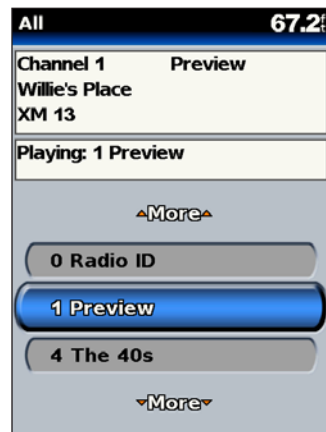 All 67.2ft
Channel 1 Preview
Willie's Place
XM 13
Playing: 1 Preview
More
0 Radio ID
1 Preview
4 The 40s
More